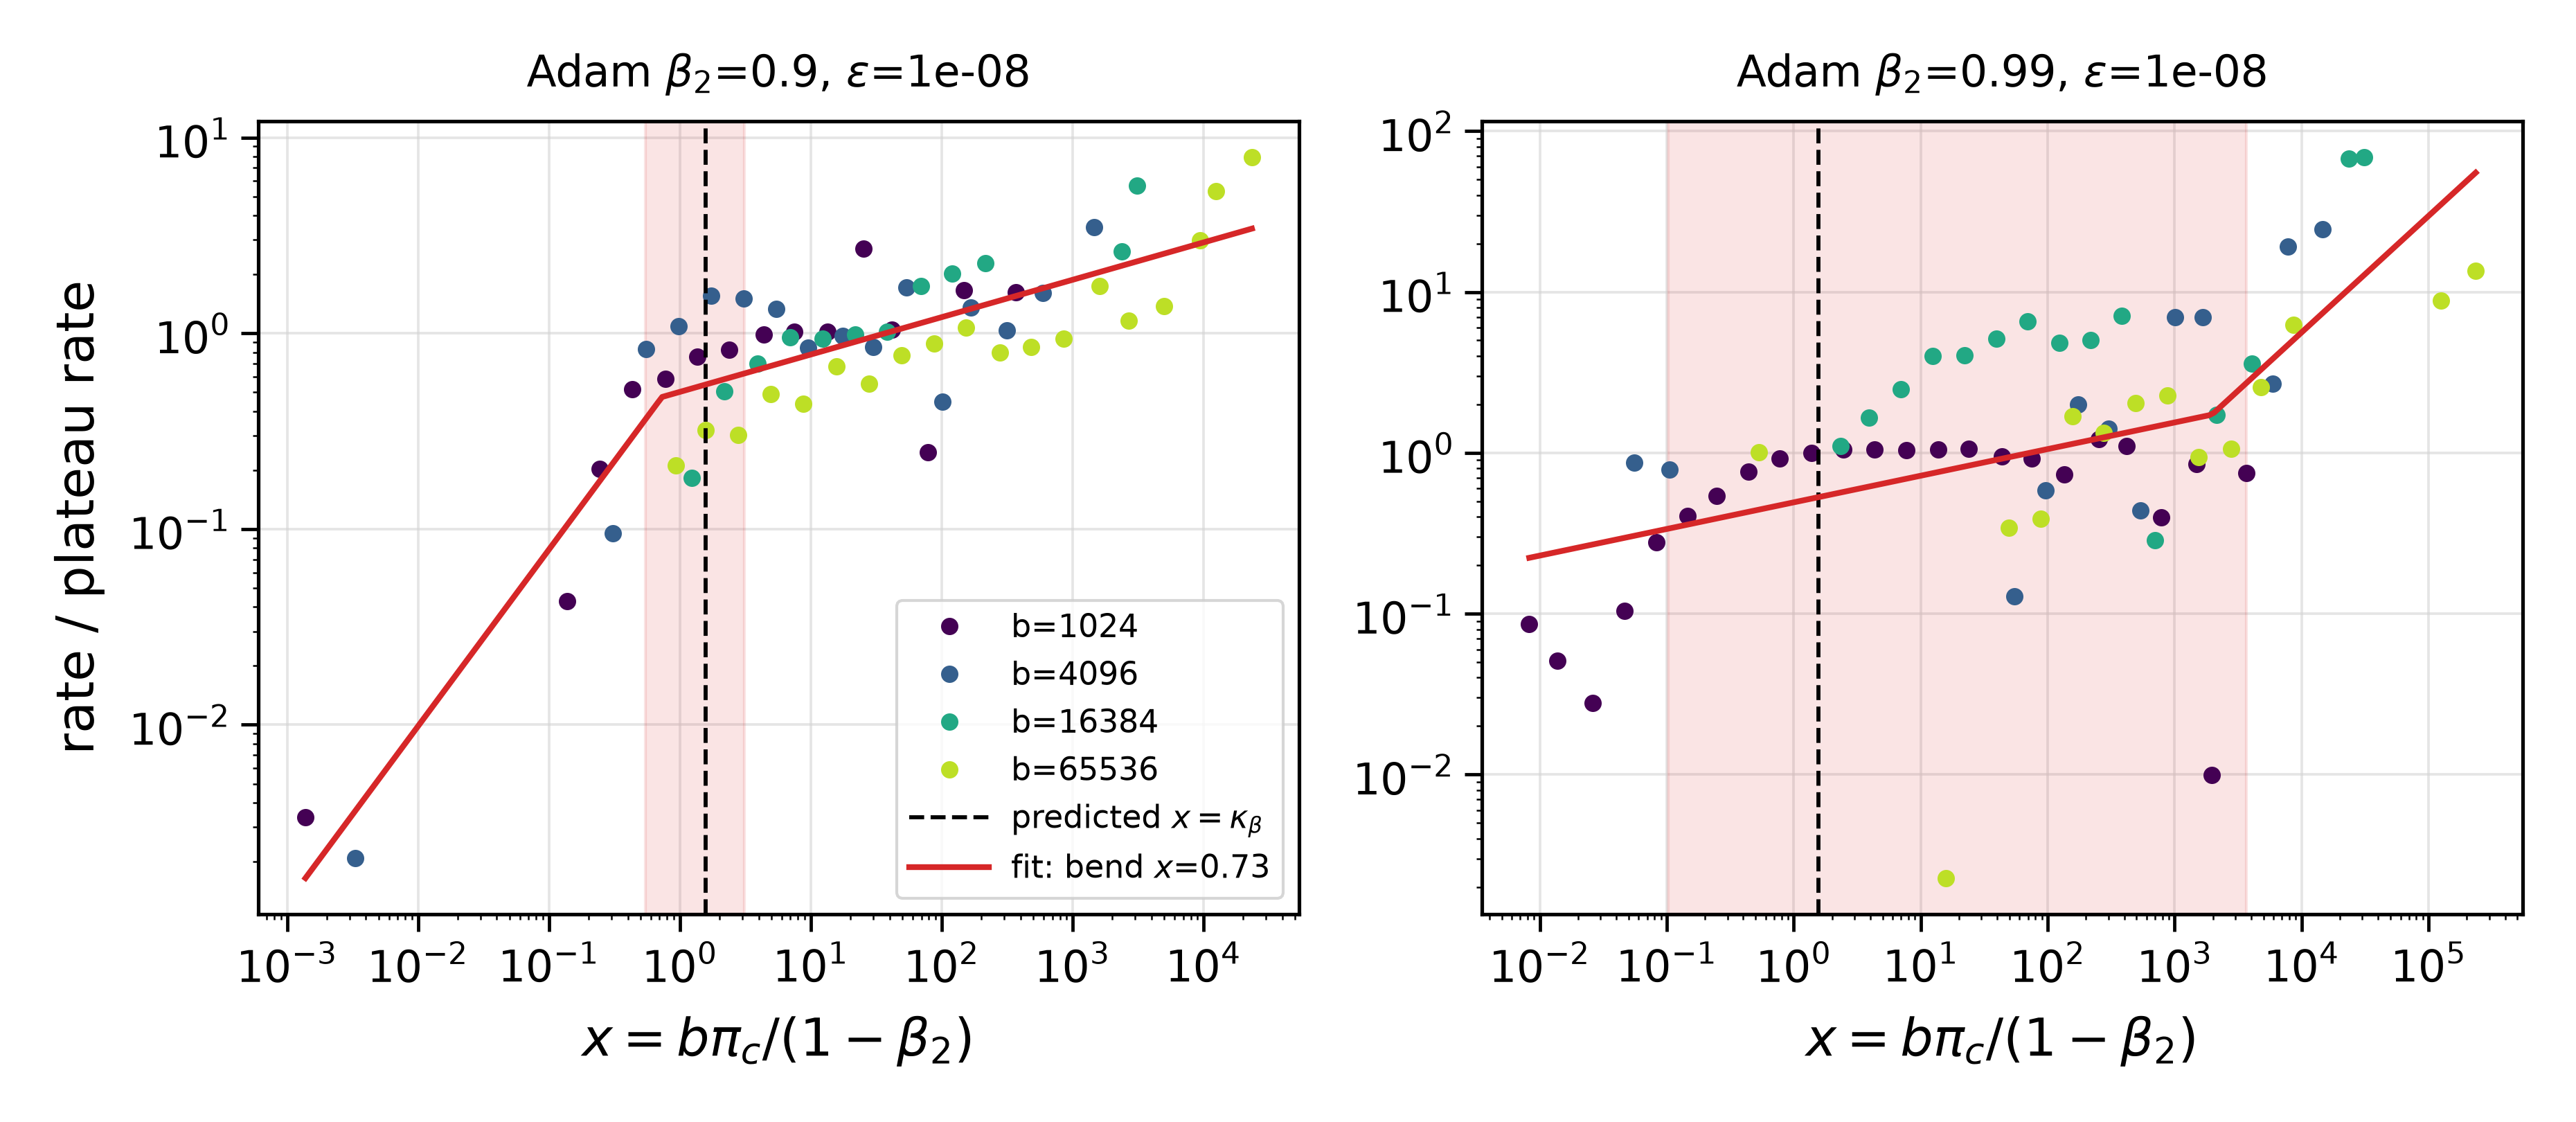 Adam β₂=0.9, ε=1e-08
rate / plateau rate
10¹
10⁰
10⁻¹
10⁻²
b=1024
b=4096
b=16384
b=65536
predicted x = κᵦ
fit: bend x=0.73
10⁻³ 10⁻² 10⁻¹ 10⁰ 10¹ 10² 10³ 10⁴
x = bπ_c/(1 − β₂)
Adam β₂=0.99, ε=1e-08
10²
10¹
10⁰
10⁻¹
10⁻²
10⁻² 10⁻¹ 10⁰ 10¹ 10² 10³ 10⁴ 10⁵
x = bπ_c/(1 − β₂)